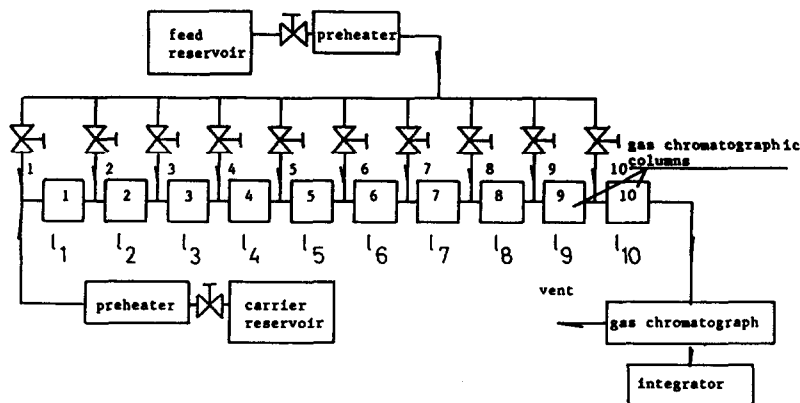 feed
reservoir
preheater
1 2 3 4 5 6 7 8 9 10
gas chromatographic
columns
1 2 3 4 5 6 7 8 9 10
l1 l2 l3 l4 l5 l6 l7 l8 l9 l10
preheater
carrier
reservoir
vent
gas chromatograph
integrator